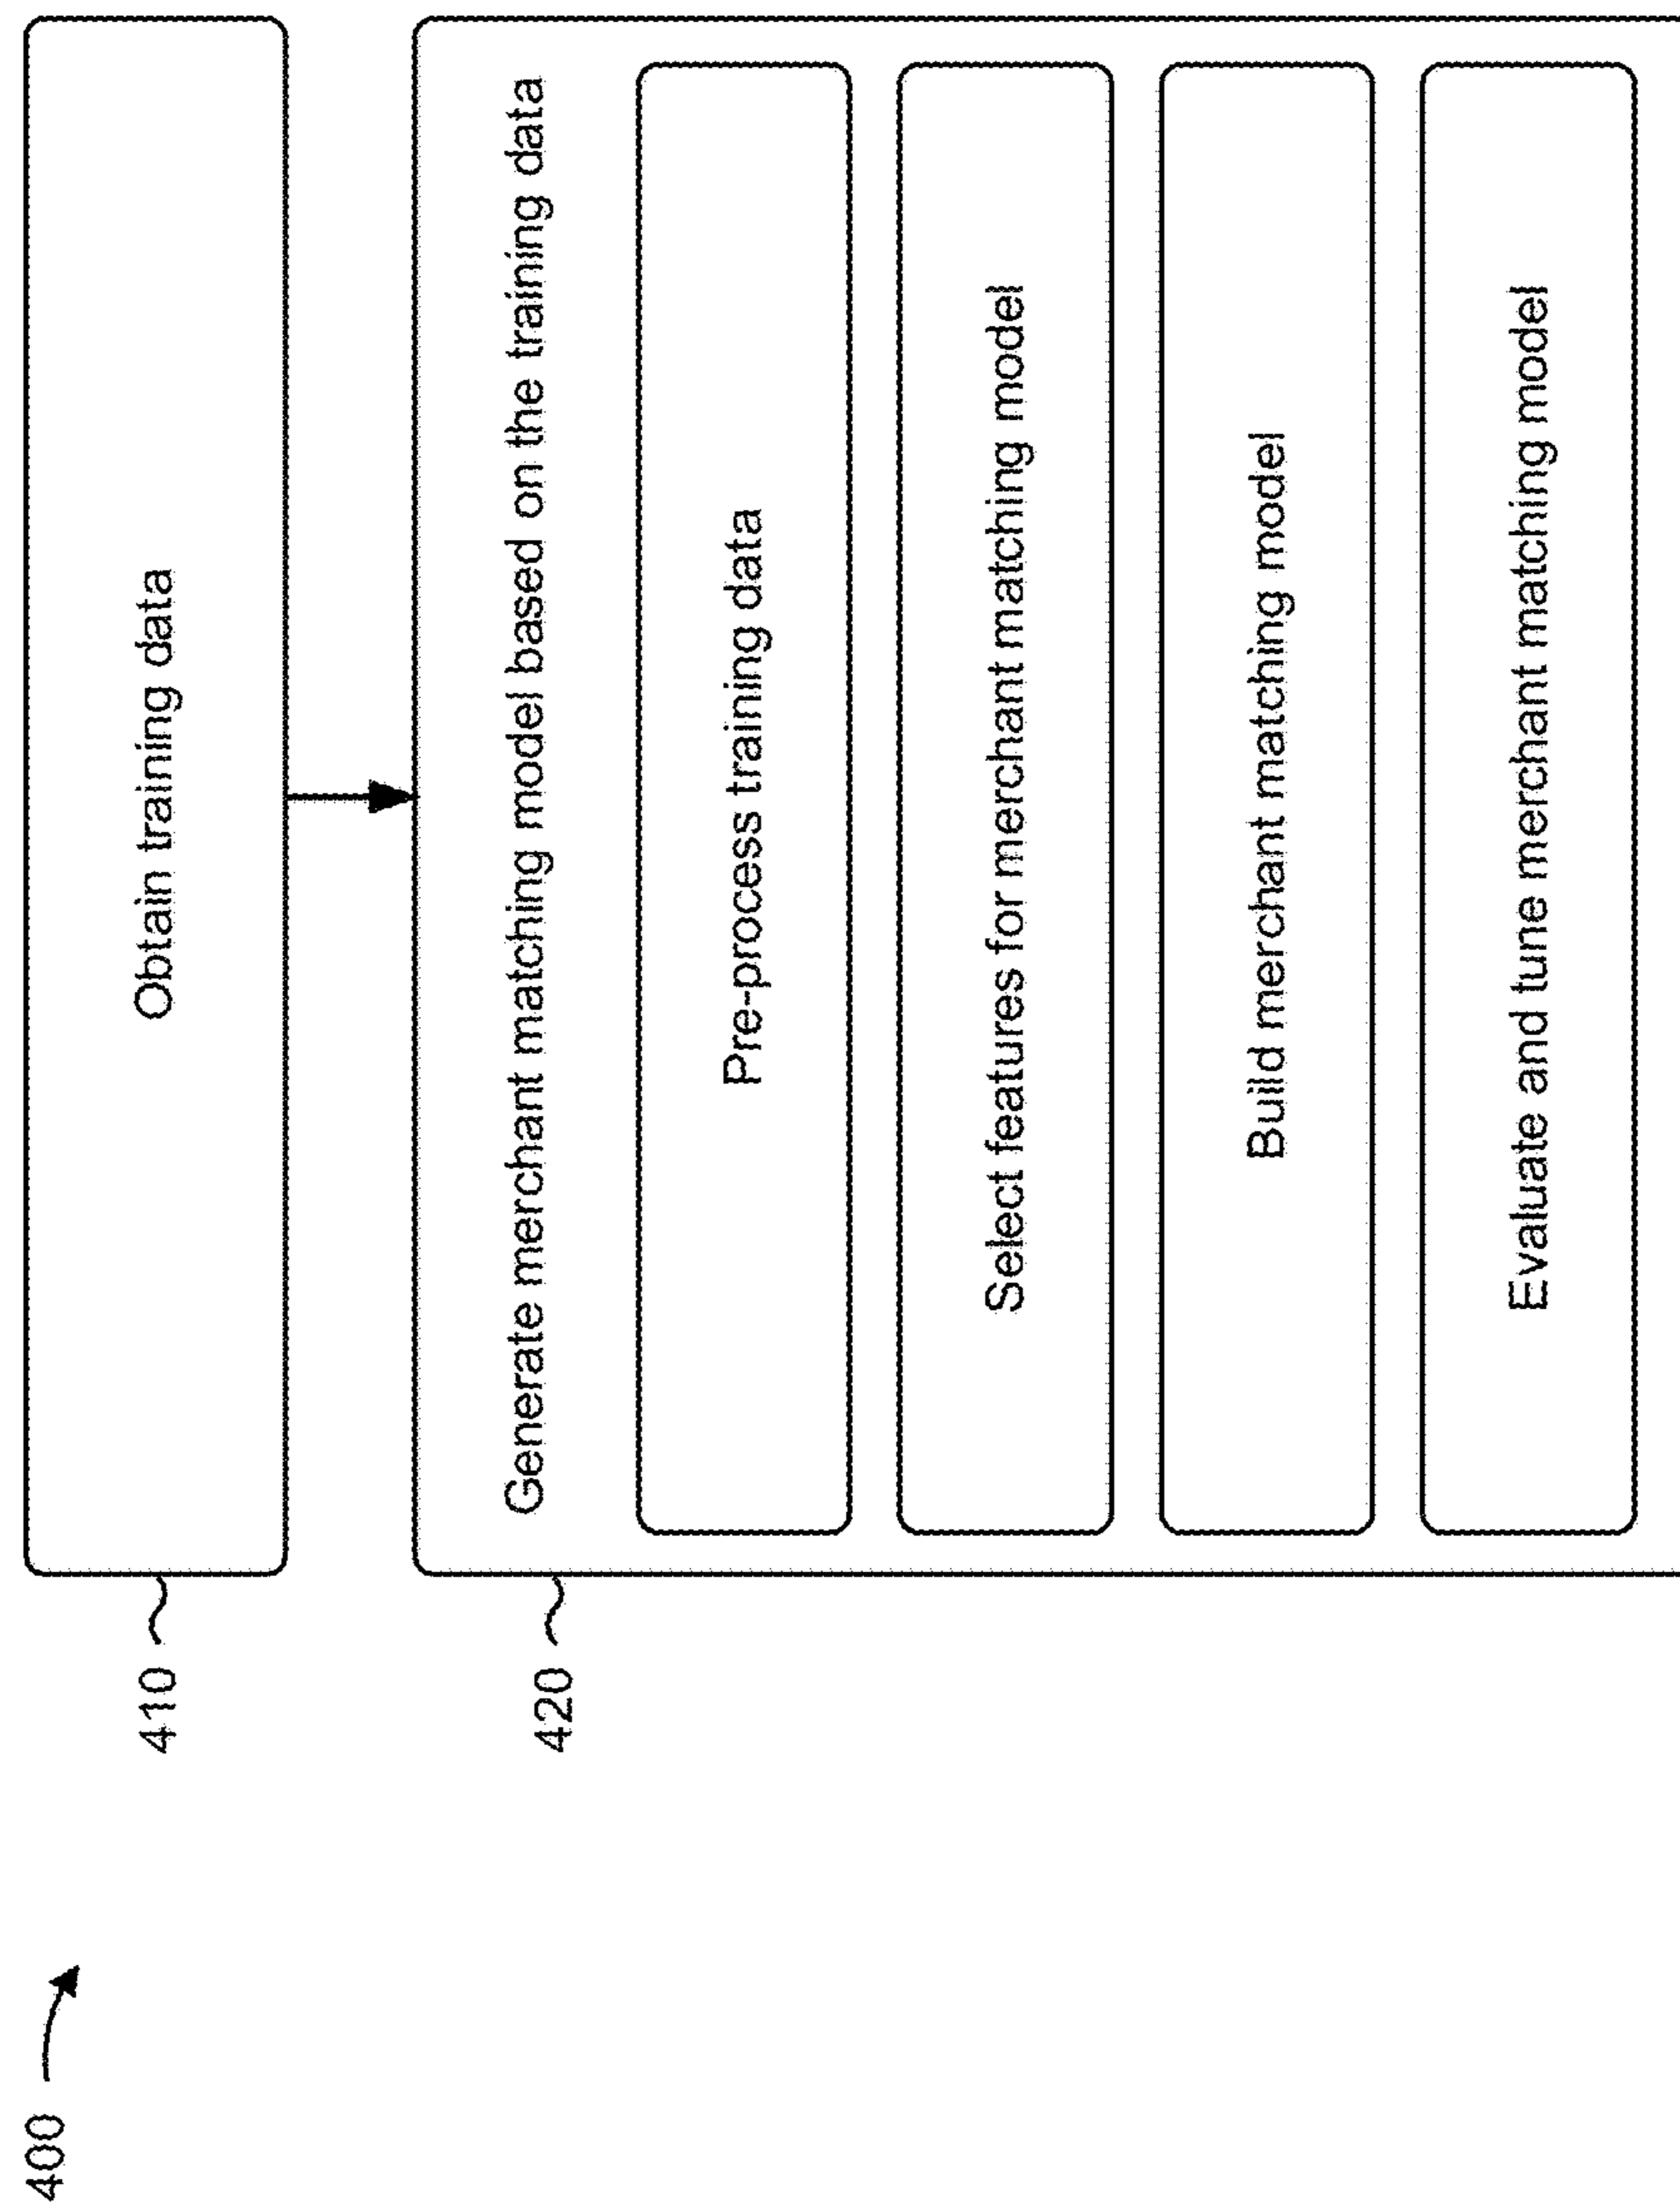 400
410
Obtain training data
420
Generate merchant matching model based on the training data
Pre-process training data
Select features for merchant matching model
Build merchant matching model
Evaluate and tune merchant matching model